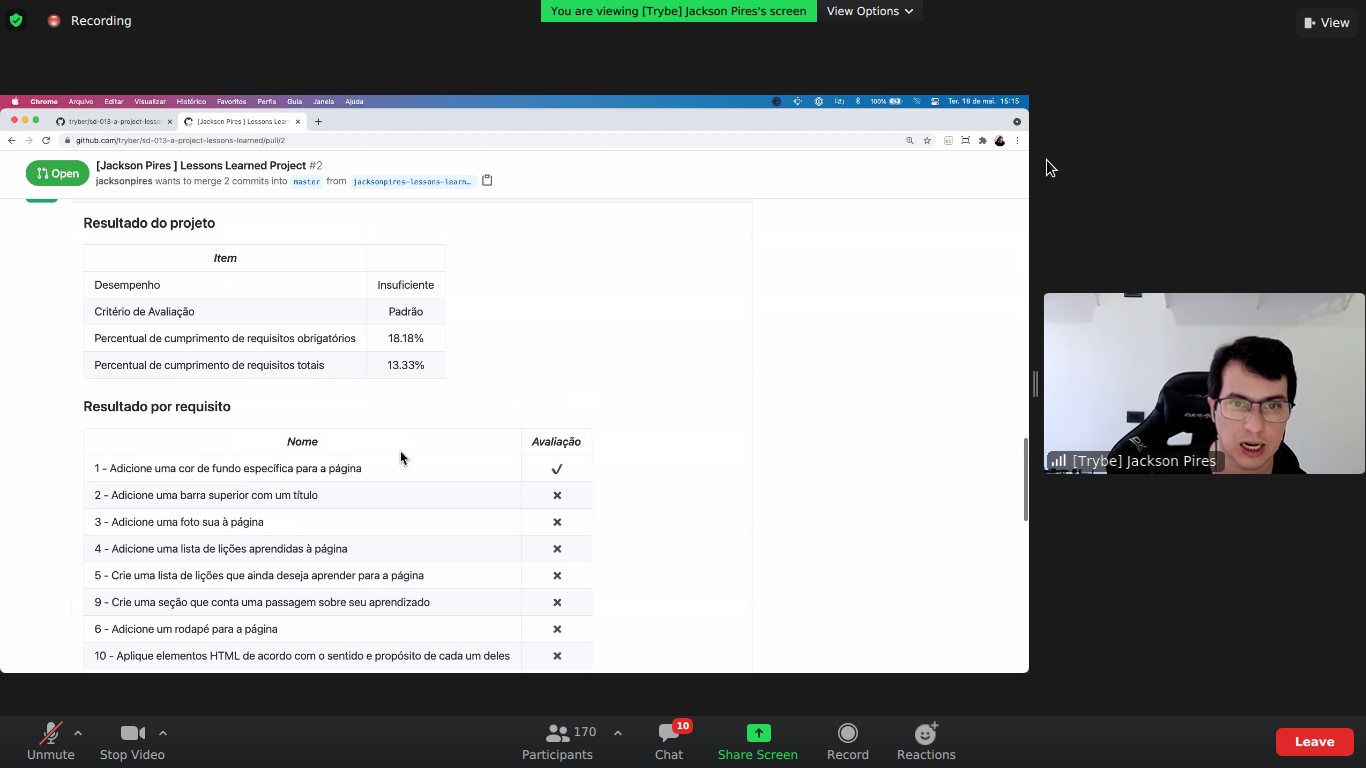 Recording
You are viewing [Trybe] Jackson Pires's screen
View Options
View
Chrome Arquivo Editar Visualizar Histórico Favoritos Perfis Guia Janela Ajuda
100%
Ter. 18 de mai. 15:15
tryber/sd-013-a-project-lesso
[Jackson Pires ] Lessons Lear
github.com/tryber/sd-013-a-project-lessons-learned/pull/2
Open
[Jackson Pires ] Lessons Learned Project #2
jacksonpires wants to merge 2 commits into master from jacksonpires-lessons-learn…
Resultado do projeto
Item
Desempenho Insuficiente
Critério de Avaliação Padrão
Percentual de cumprimento de requisitos obrigatórios 18.18%
Percentual de cumprimento de requisitos totais 13.33%
Resultado por requisito
Nome Avaliação
1 - Adicione uma cor de fundo específica para a página ✓
2 - Adicione uma barra superior com um título ✕
3 - Adicione uma foto sua à página ✕
4 - Adicione uma lista de lições aprendidas à página ✕
5 - Crie uma lista de lições que ainda deseja aprender para a página ✕
9 - Crie uma seção que conta uma passagem sobre seu aprendizado ✕
6 - Adicione um rodapé para a página ✕
10 - Aplique elementos HTML de acordo com o sentido e propósito de cada um deles ✕
[Trybe] Jackson Pires
Unmute
Stop Video
170
Participants
10
Chat
Share Screen
Record
Reactions
Leave